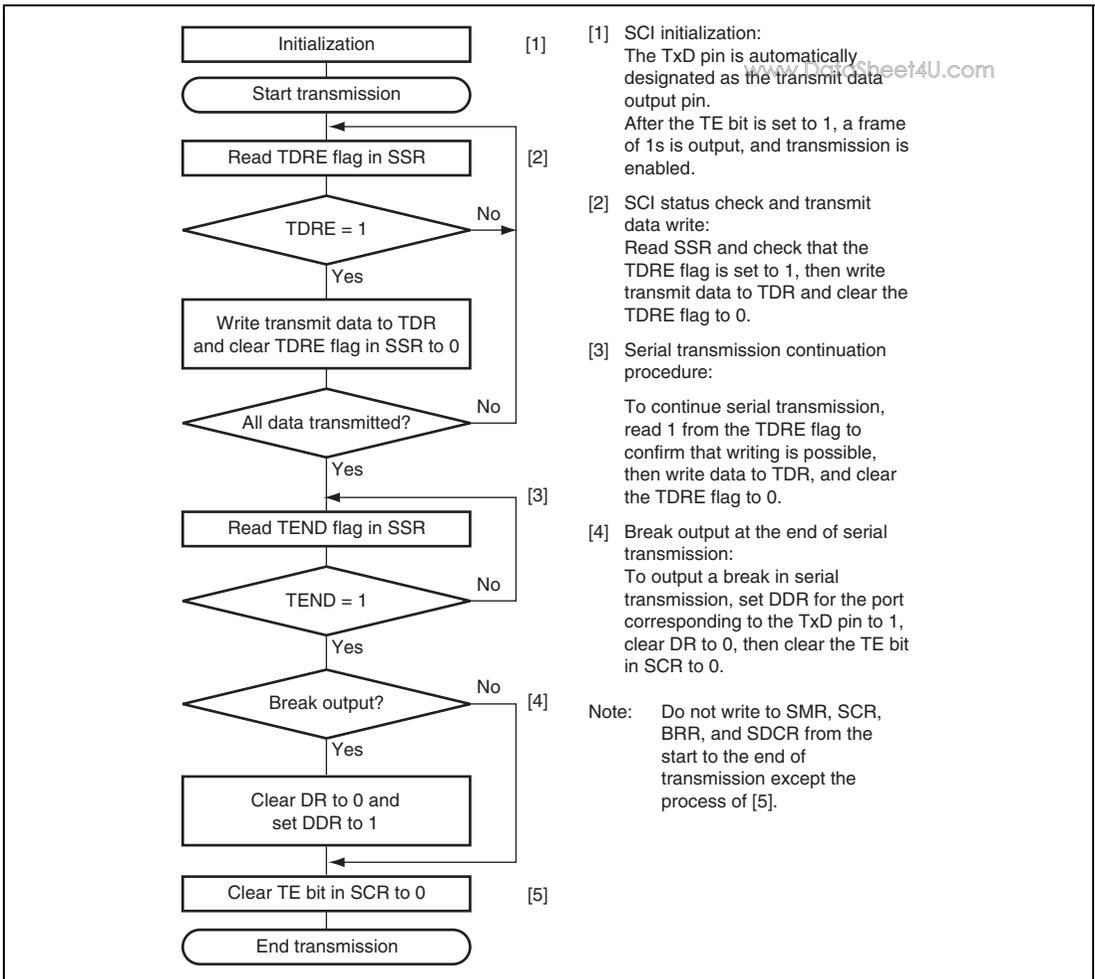 Initialization
[1]
Start transmission
Read TDRE flag in SSR
[2]
TDRE = 1
No
Yes
Write transmit data to TDR
and clear TDRE flag in SSR to 0
All data transmitted?
No
Yes
[3]
Read TEND flag in SSR
TEND = 1
No
Yes
Break output?
No
[4]
Yes
Clear DR to 0 and
set DDR to 1
Clear TE bit in SCR to 0
[5]
End transmission
[1] SCI initialization:
The TxD pin is automatically
www.DataSheet4U.com
designated as the transmit data
output pin.
After the TE bit is set to 1, a frame
of 1s is output, and transmission is
enabled.
[2] SCI status check and transmit
data write:
Read SSR and check that the
TDRE flag is set to 1, then write
transmit data to TDR and clear the
TDRE flag to 0.
[3] Serial transmission continuation
procedure:
To continue serial transmission,
read 1 from the TDRE flag to
confirm that writing is possible,
then write data to TDR, and clear
the TDRE flag to 0.
[4] Break output at the end of serial
transmission:
To output a break in serial
transmission, set DDR for the port
corresponding to the TxD pin to 1,
clear DR to 0, then clear the TE bit
in SCR to 0.
Note: Do not write to SMR, SCR,
BRR, and SDCR from the
start to the end of
transmission except the
process of [5].